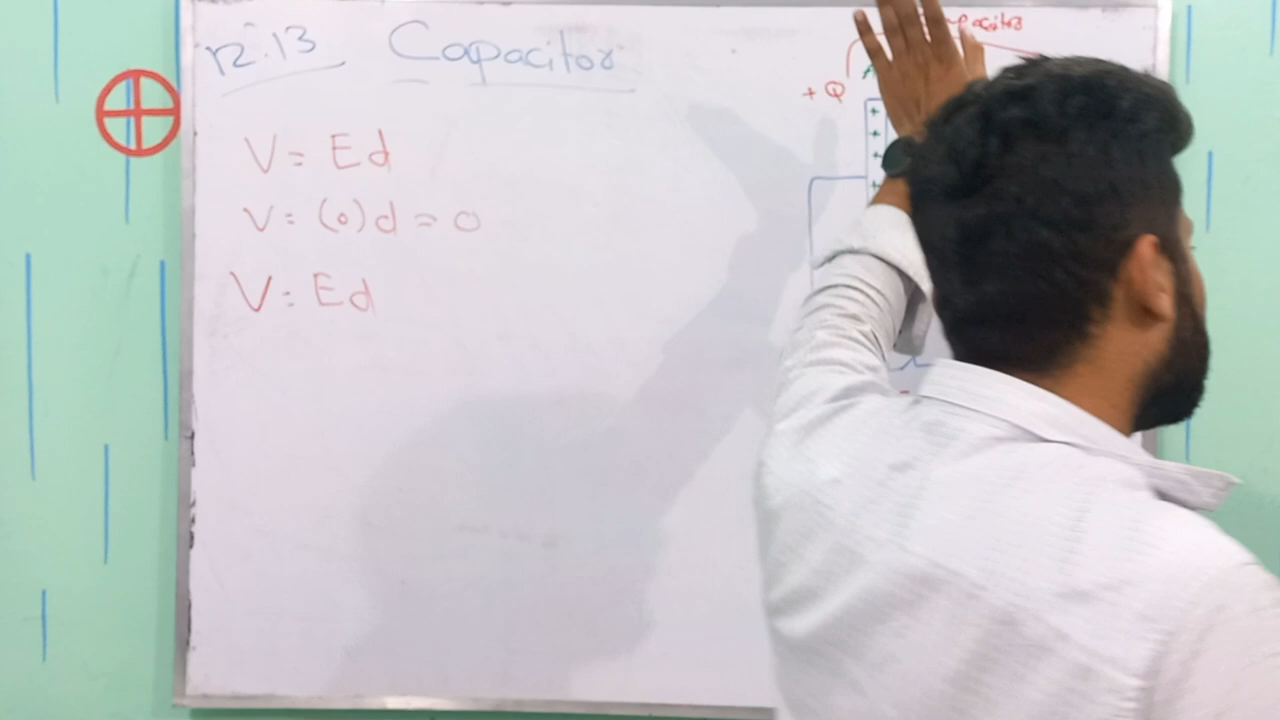 12.13 Capacitor
+ Q
+
+
+
+
V = Ed
V = (0)d = 0
V = Ed